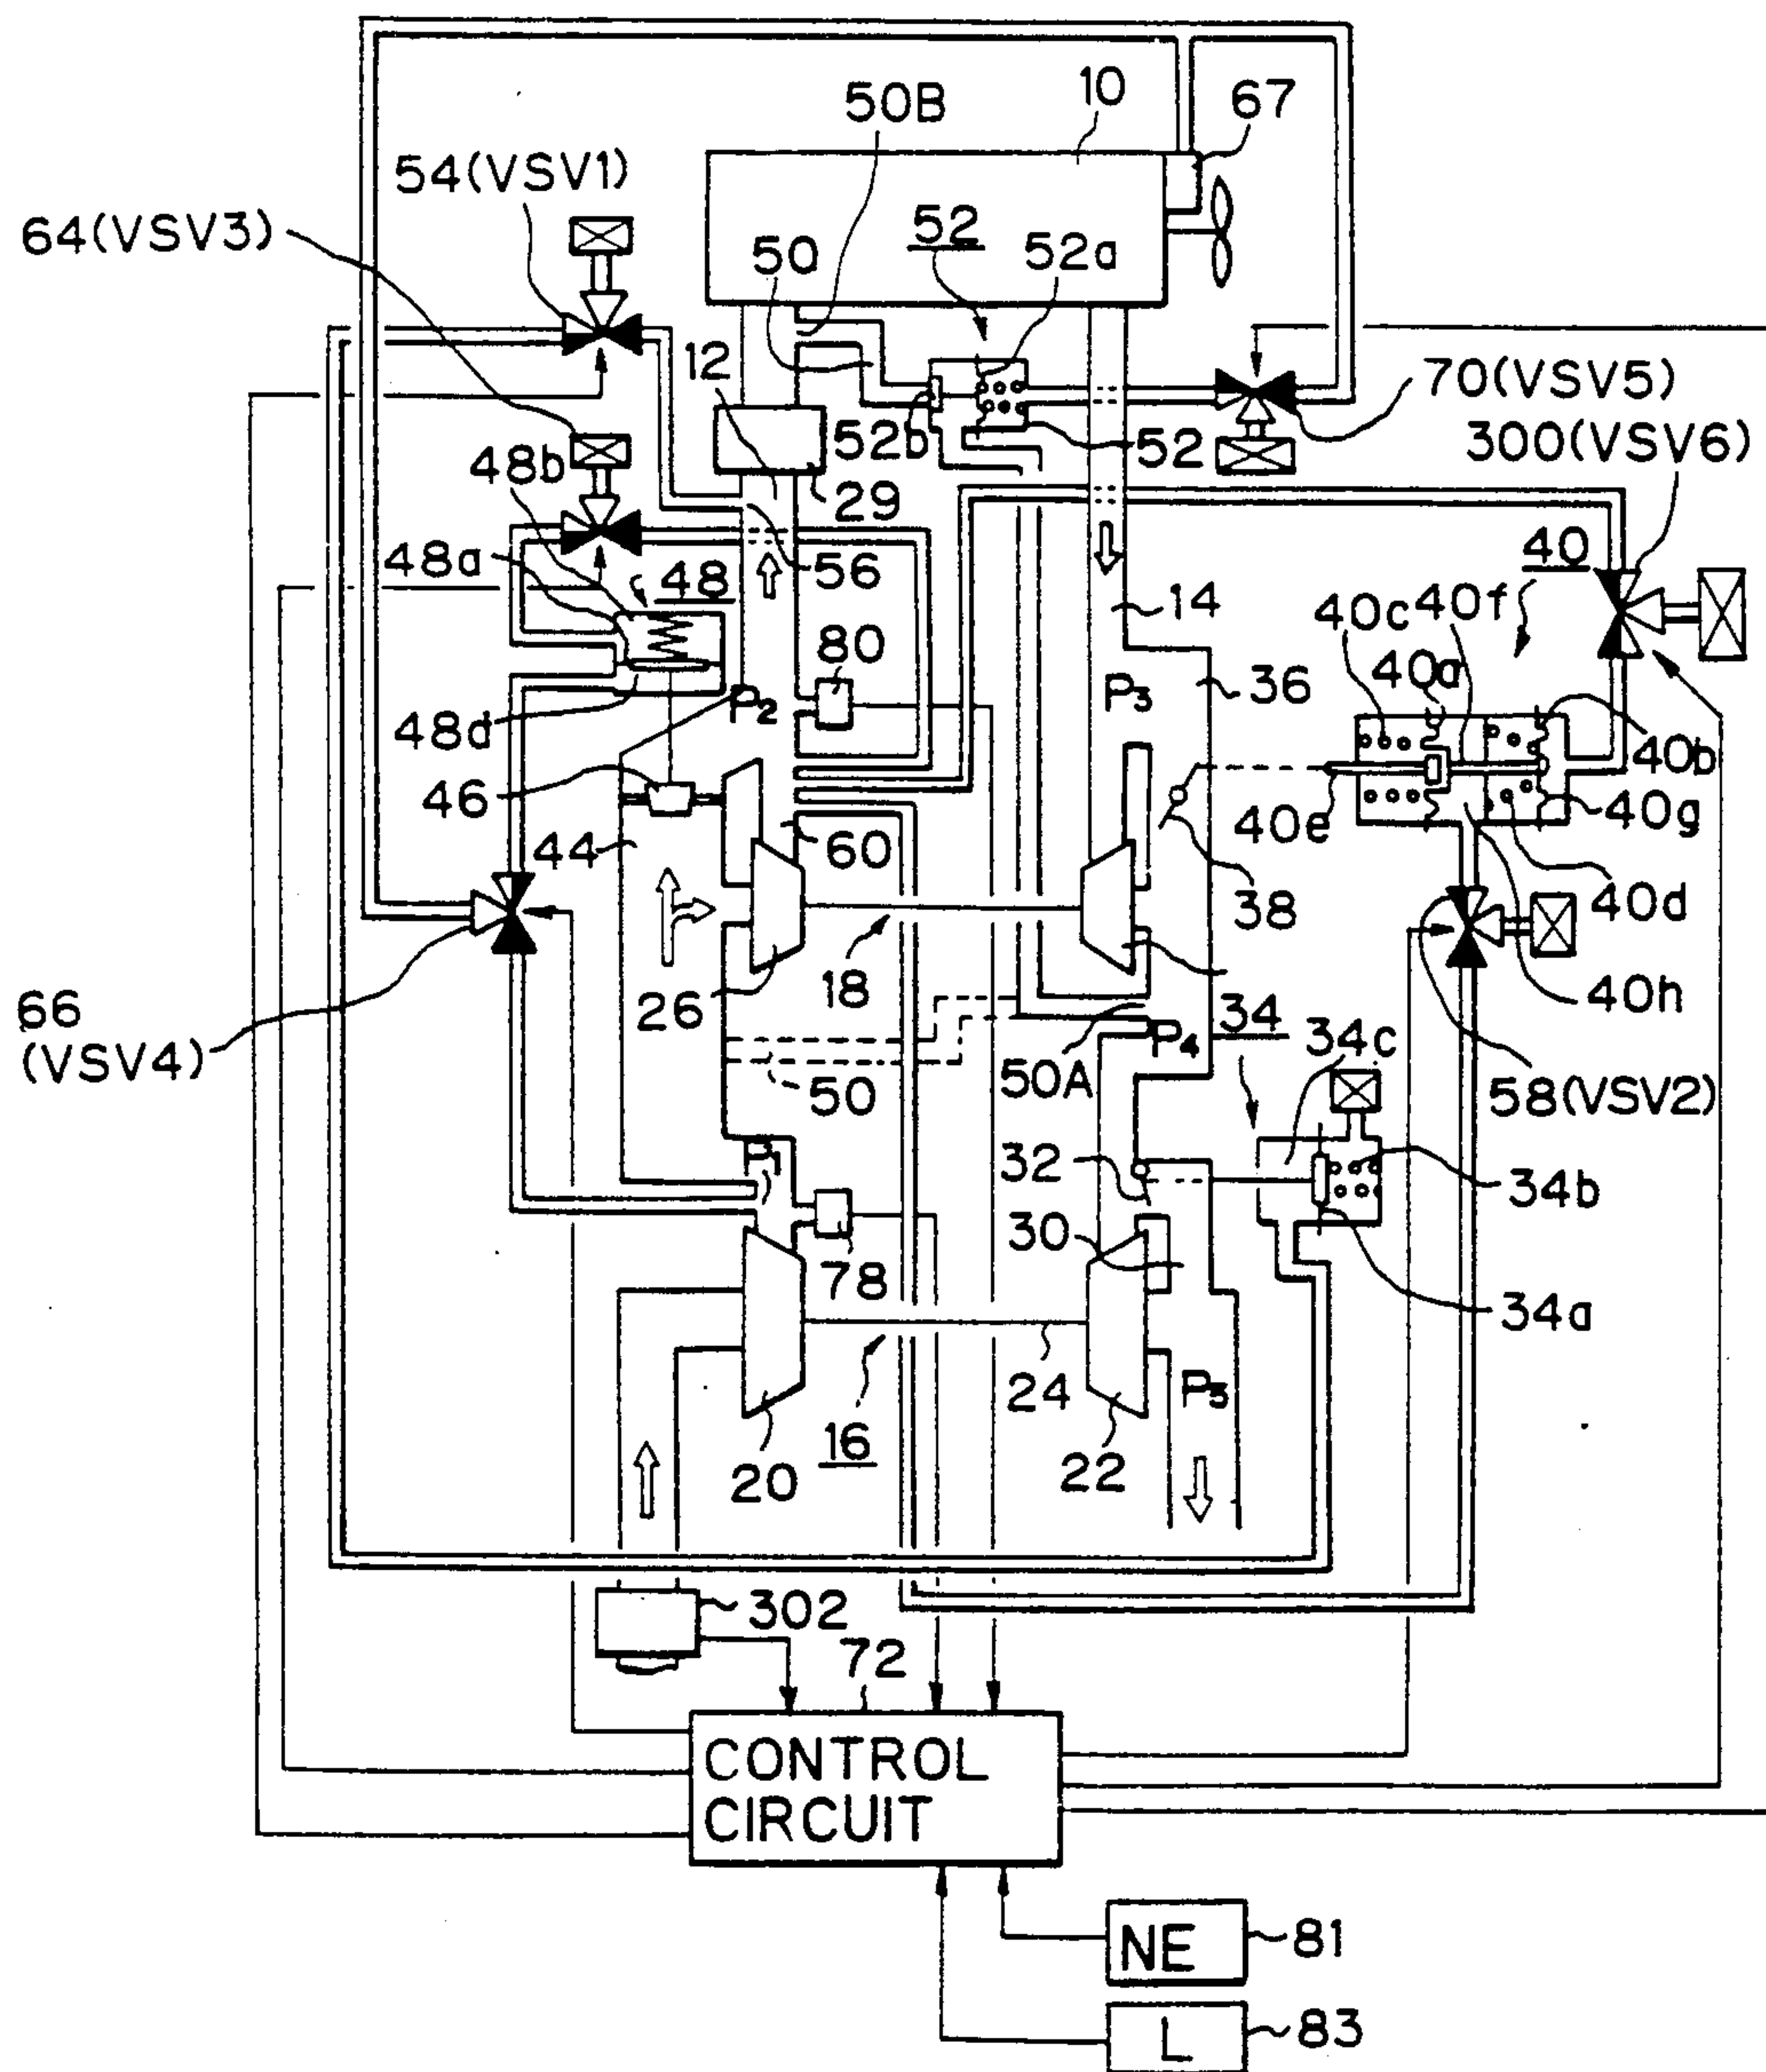 10
67
50B
54(VSV1)
64(VSV3)
50
52
52a
12
52b
52
70(VSV5)
300(VSV6)
48b
29
48a
48
56
40
14
40c
40f
40a
80
P2
P3
36
48d
40b
46
40e
40g
44
60
38
40d
26
18
40h
66
(VSV4)
34
P4
34c
50
50A
58(VSV2)
P1
32
34b
30
78
34a
24
P5
20
16
22
302
72
CONTROL
CIRCUIT
NE
81
L
83